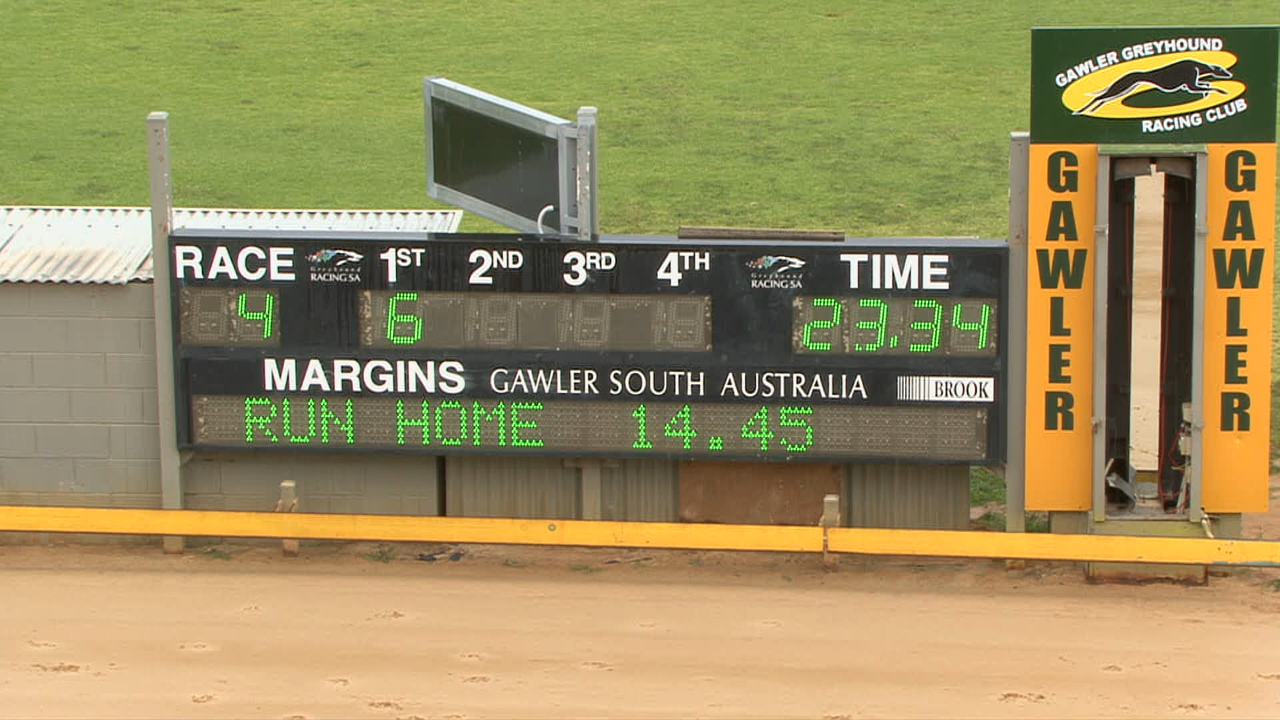 GAWLER GREYHOUND
RACING CLUB
GAWLER
GAWLER
RACE
Greyhound
RACING SA
1ST
2ND
3RD
4TH
Greyhound
RACING SA
TIME
4
6
23.34
MARGINS
GAWLER SOUTH AUSTRALIA
BROOK
RUN HOME 14.45